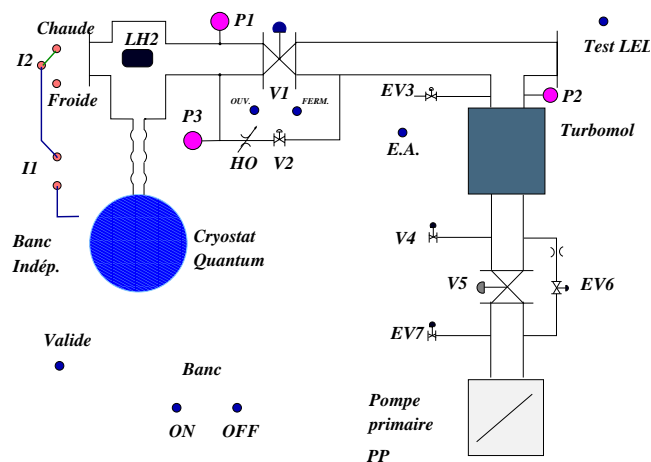 Chaude
P1
I2
LH2
Test LEL
Froide
V1
EV3
P2
OUV.
FERM.
P3
Turbomol
E.A.
HO
V2
I1
Banc
Indép.
Cryostat
Quantum
V4
V5
EV6
EV7
Valide
Banc
ON
OFF
Pompe
primaire
PP